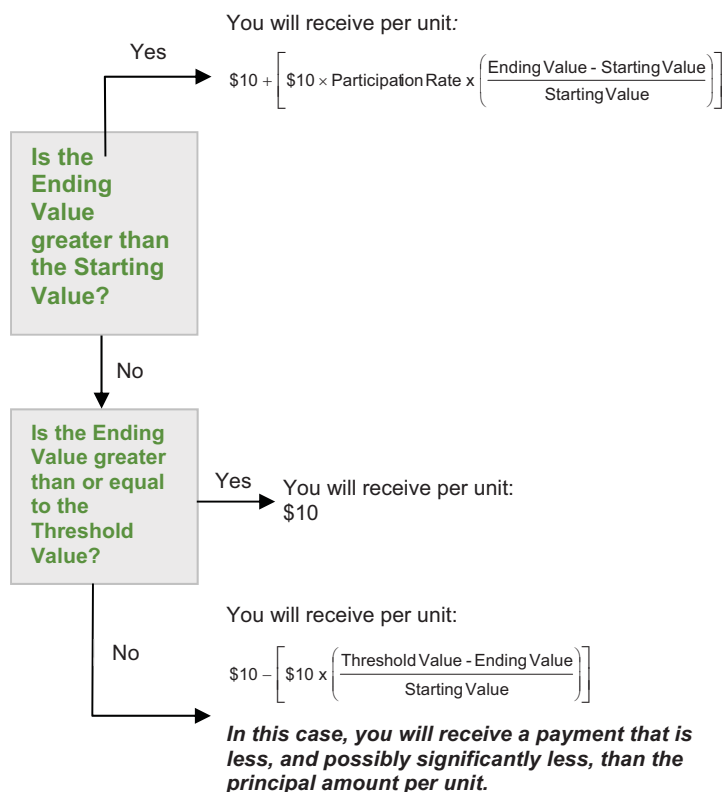 You will receive per unit:
Yes
$10 + [ $10 × Participation Rate x ( Ending Value - Starting Value / Starting Value ) ]
Is the
Ending
Value
greater than
the Starting
Value?
No
Is the Ending
Value greater
than or equal
to the
Threshold
Value?
Yes
You will receive per unit:
$10
You will receive per unit:
No
$10 – [ $10 x ( Threshold Value - Ending Value / Starting Value ) ]
In this case, you will receive a payment that is
less, and possibly significantly less, than the
principal amount per unit.